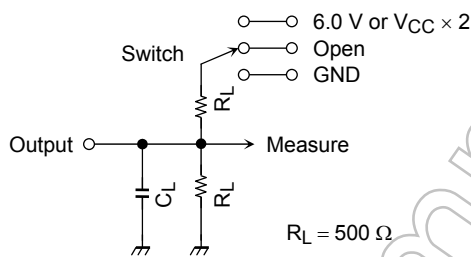 6.0 V or VCC × 2
Switch
Open
GND
RL
Output
Measure
CL
RL
RL = 500 Ω